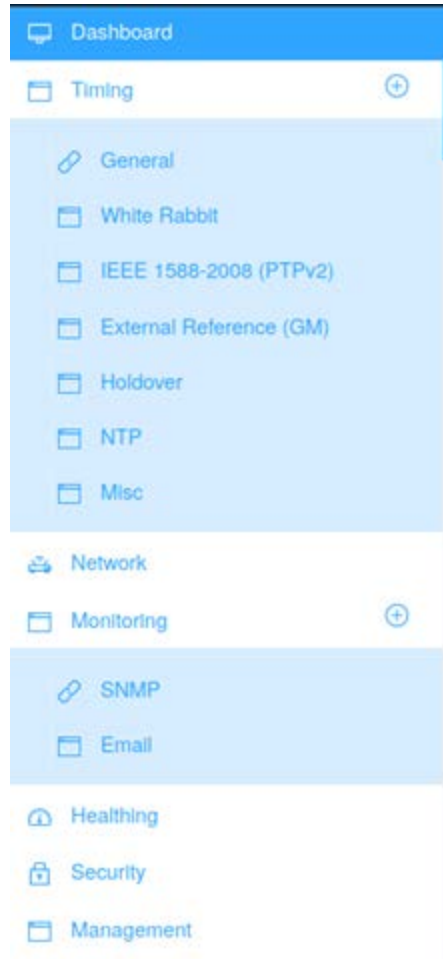 Dashboard
Timing
General
White Rabbit
IEEE 1588-2008 (PTPv2)
External Reference (GM)
Holdover
NTP
Misc
Network
Monitoring
SNMP
Email
Healthing
Security
Management